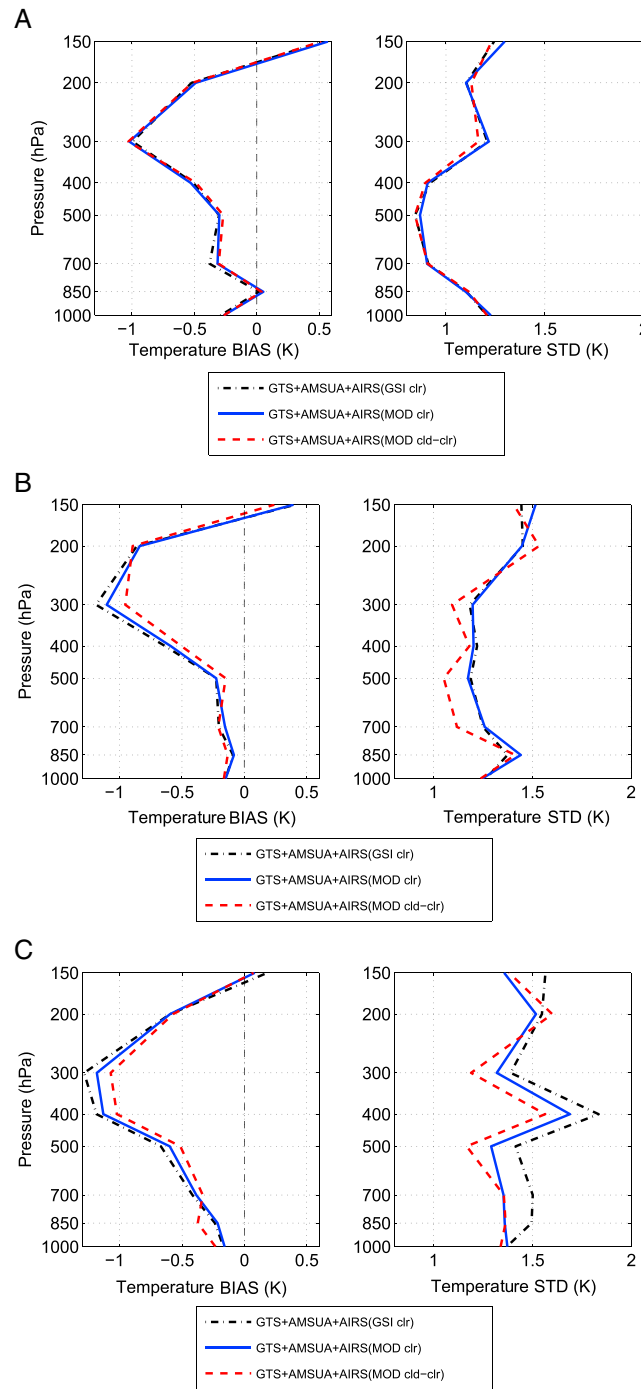 A
150
200
300
400
500
700
850
1000
Pressure (hPa)
−1 −0.5 0 0.5
Temperature BIAS (K)
150
200
300
400
500
700
850
1000
1 1.5 2
Temperature STD (K)
GTS+AMSUA+AIRS(GSI clr)
GTS+AMSUA+AIRS(MOD clr)
GTS+AMSUA+AIRS(MOD cld−clr)
B
150
200
300
400
500
700
850
1000
Pressure (hPa)
−1 −0.5 0 0.5
Temperature BIAS (K)
150
200
300
400
500
700
850
1000
1 1.5 2
Temperature STD (K)
GTS+AMSUA+AIRS(GSI clr)
GTS+AMSUA+AIRS(MOD clr)
GTS+AMSUA+AIRS(MOD cld−clr)
C
150
200
300
400
500
700
850
1000
Pressure (hPa)
−1 −0.5 0 0.5
Temperature BIAS (K)
150
200
300
400
500
700
850
1000
1 1.5 2
Temperature STD (K)
GTS+AMSUA+AIRS(GSI clr)
GTS+AMSUA+AIRS(MOD clr)
GTS+AMSUA+AIRS(MOD cld−clr)